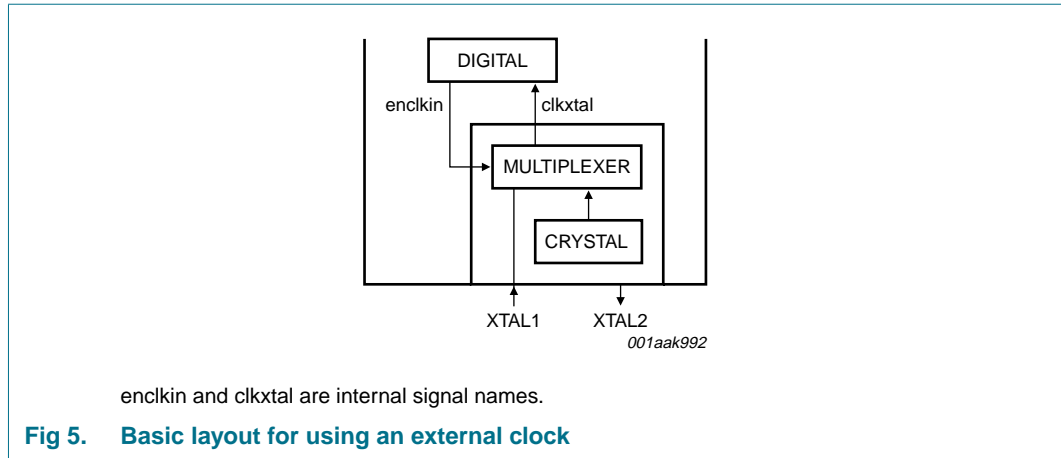 DIGITAL
enclkin
clkxtal
MULTIPLEXER
CRYSTAL
XTAL1
XTAL2
001aak992
enclkin and clkxtal are internal signal names.
Fig 5. Basic layout for using an external clock